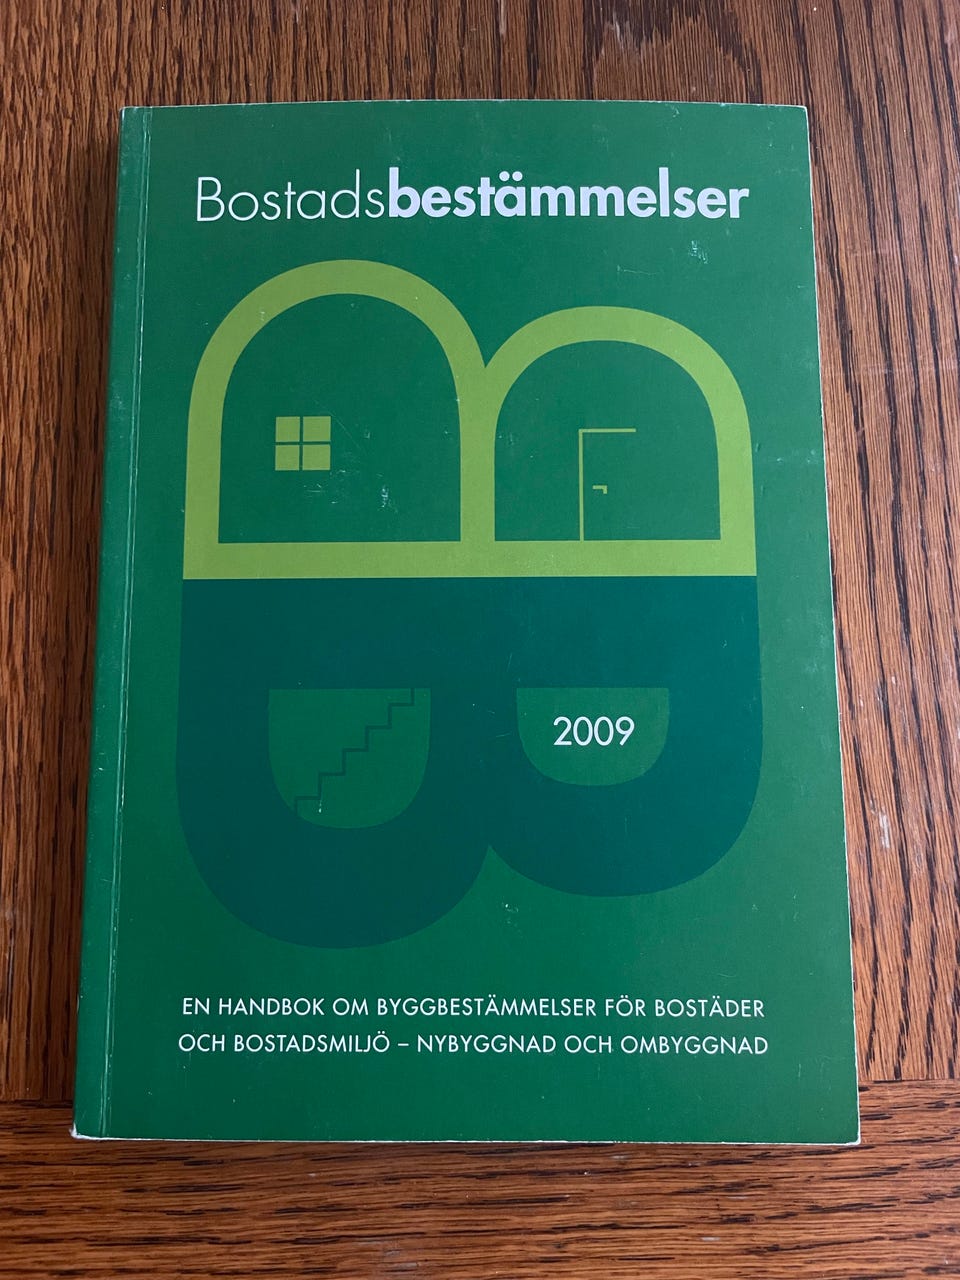 Bostadsbestämmelser
2009
EN HANDBOK OM BYGGBESTÄMMELSER FÖR BOSTÄDER
OCH BOSTADSMILJÖ – NYBYGGNAD OCH OMBYGGNAD